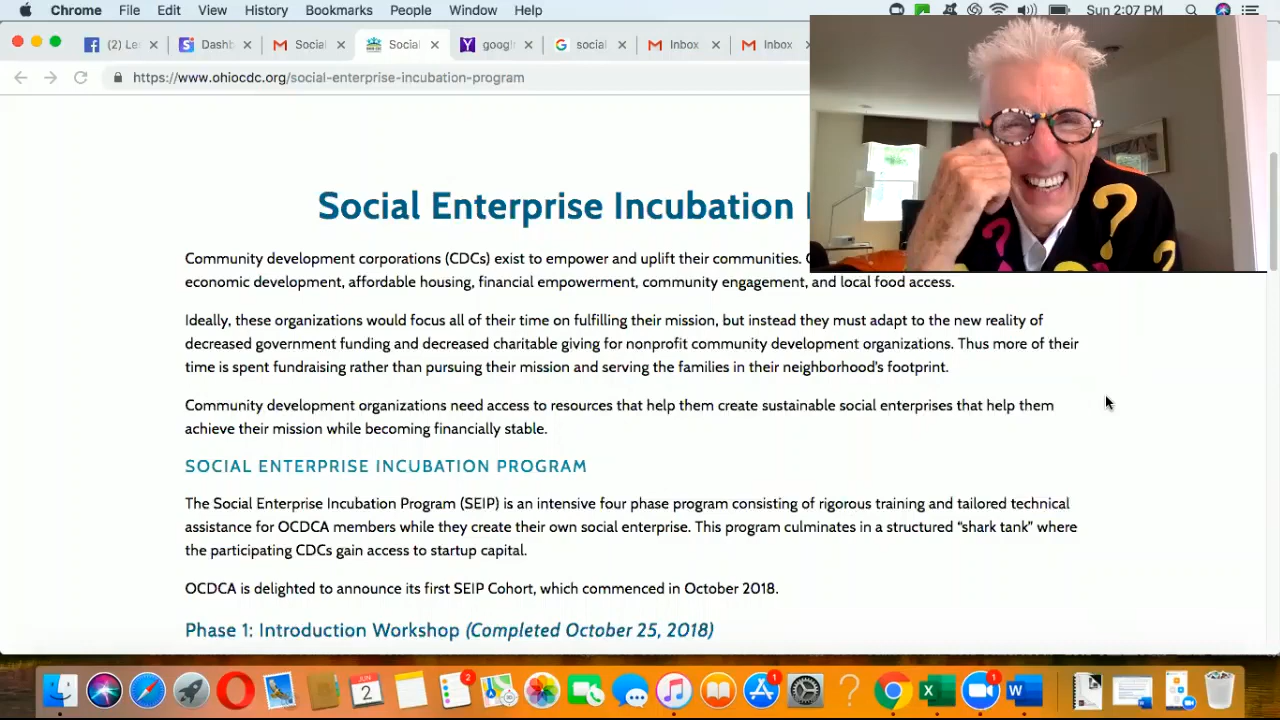 Chrome File Edit View History Bookmarks People Window Help Sun 2:07 PM
(2) Le Dashb Social Social googl social Inbox Inbox
https://www.ohiocdc.org/social-enterprise-incubation-program
Social Enterprise Incubation
Community development corporations (CDCs) exist to empower and uplift their communities.
economic development, affordable housing, financial empowerment, community engagement, and local food access.
Ideally, these organizations would focus all of their time on fulfilling their mission, but instead they must adapt to the new reality of
decreased government funding and decreased charitable giving for nonprofit community development organizations. Thus more of their
time is spent fundraising rather than pursuing their mission and serving the families in their neighborhood's footprint.
Community development organizations need access to resources that help them create sustainable social enterprises that help them
achieve their mission while becoming financially stable.
SOCIAL ENTERPRISE INCUBATION PROGRAM
The Social Enterprise Incubation Program (SEIP) is an intensive four phase program consisting of rigorous training and tailored technical
assistance for OCDCA members while they create their own social enterprise. This program culminates in a structured “shark tank” where
the participating CDCs gain access to startup capital.
OCDCA is delighted to announce its first SEIP Cohort, which commenced in October 2018.
Phase 1: Introduction Workshop (Completed October 25, 2018)
JUN
2 2 1 1